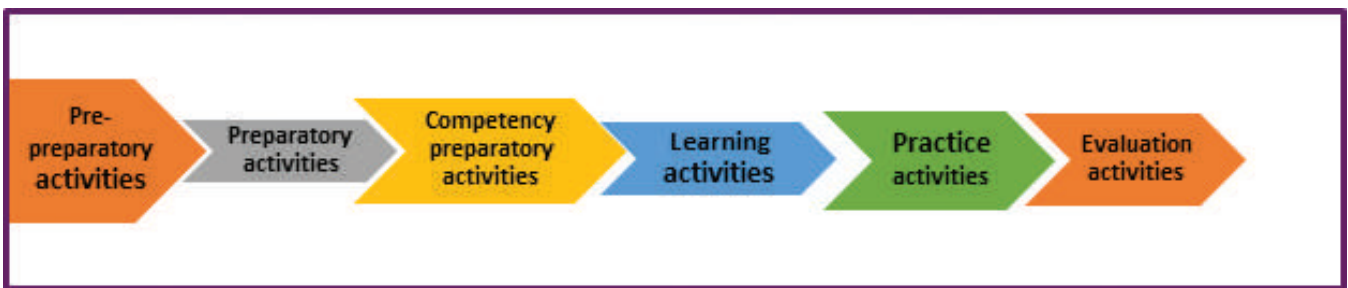 Pre-
preparatory
activities
Preparatory
activities
Competency
preparatory
activities
Learning
activities
Practice
activities
Evaluation
activities